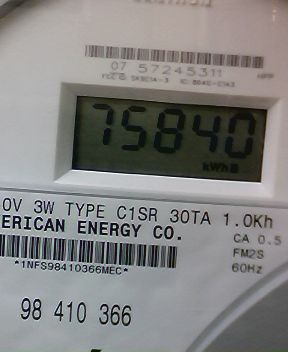 07 57245311
75840
kWh
0V 3W TYPE C1SR 30TA 1.0Kh
ERICAN ENERGY CO.
CA 0.5
FM2S
60Hz
*1NFS98410366MEC*
98 410 366